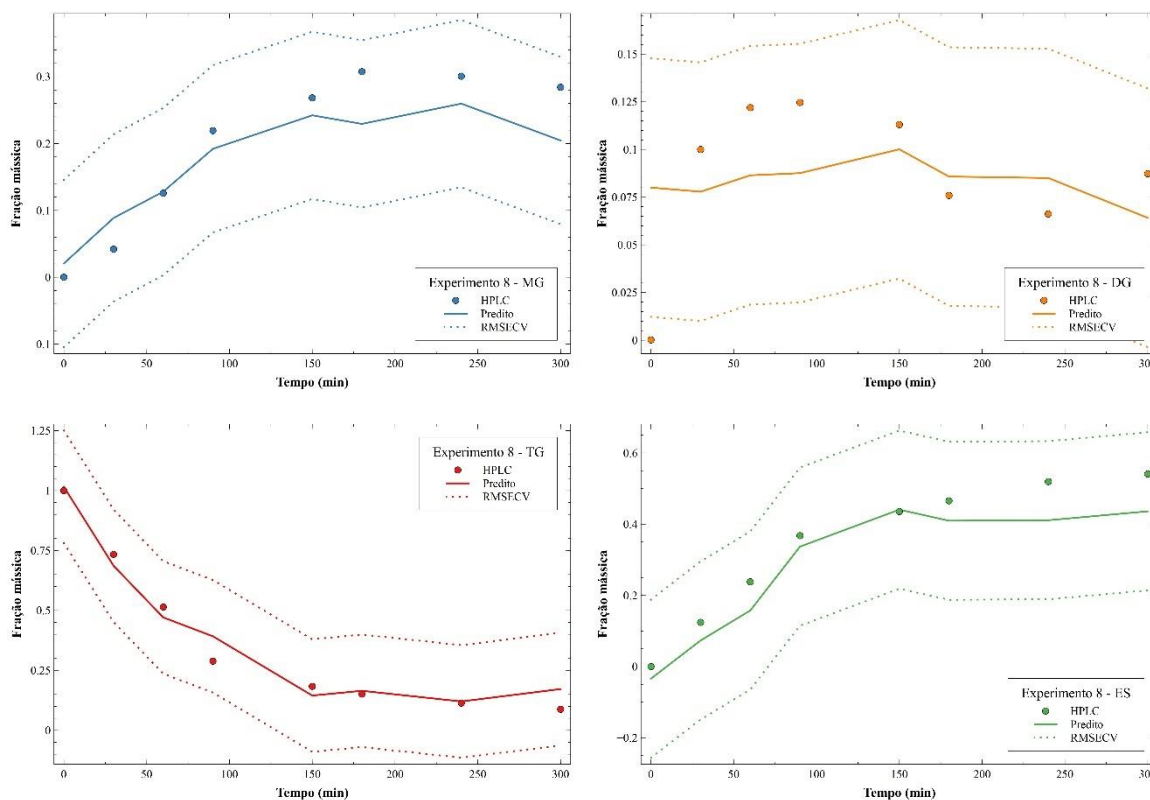 Fração mássica
0.3
0.2
0.1
0
0.1
0
50
100
150
200
250
300
Tempo (min)
Experimento 8 - MG
HPLC
Predito
RMSECV
Fração mássica
0.15
0.125
0.1
0.075
0.05
0.025
0
0
50
100
150
200
250
300
Tempo (min)
Experimento 8 - DG
HPLC
Predito
RMSECV
Fração mássica
1.25
1
0.75
0.5
0.25
0
0
50
100
150
200
250
300
Tempo (min)
Experimento 8 - TG
HPLC
Predito
RMSECV
Fração mássica
0.6
0.4
0.2
0
−0.2
0
50
100
150
200
250
300
Tempo (min)
Experimento 8 - ES
HPLC
Predito
RMSECV